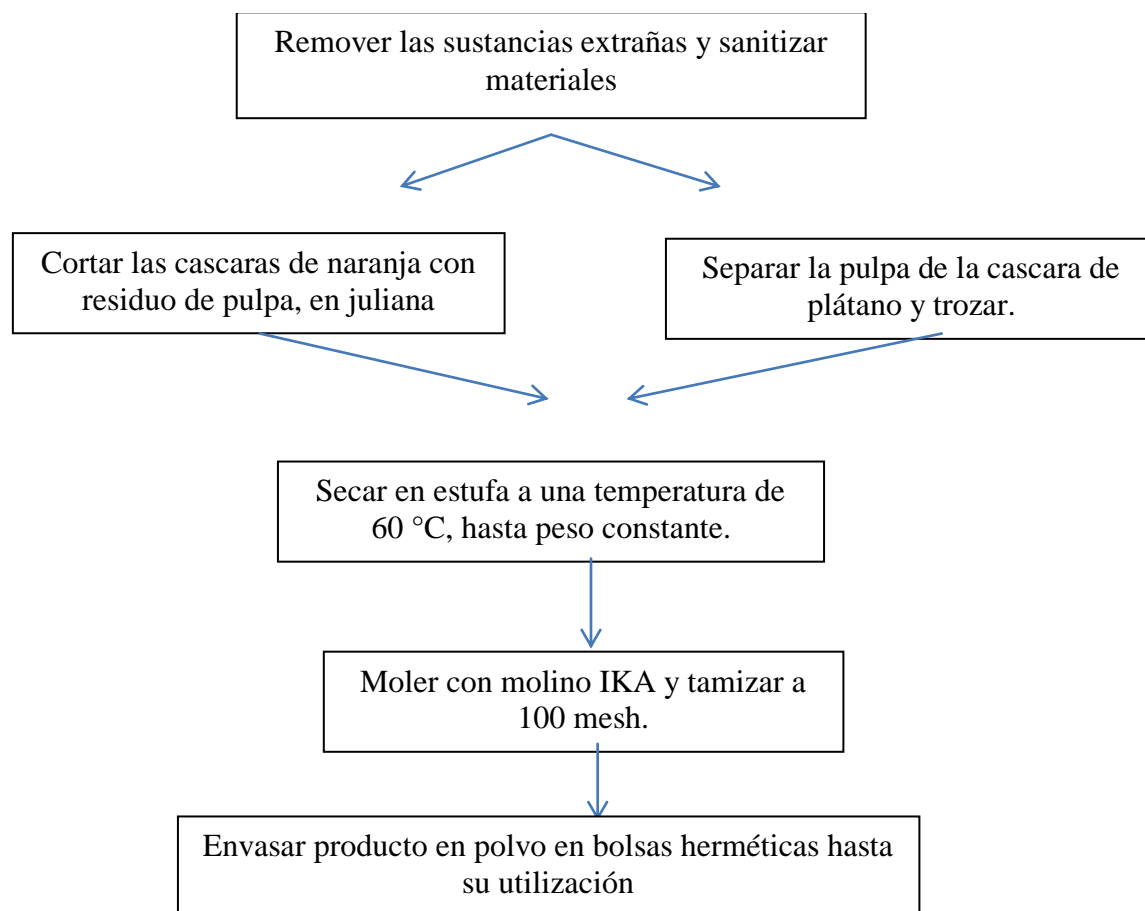 Remover las sustancias extrañas y sanitizar
materiales
Cortar las cascaras de naranja con
residuo de pulpa, en juliana
Separar la pulpa de la cascara de
plátano y trozar.
Secar en estufa a una temperatura de
60 °C, hasta peso constante.
Moler con molino IKA y tamizar a
100 mesh.
Envasar producto en polvo en bolsas herméticas hasta
su utilización